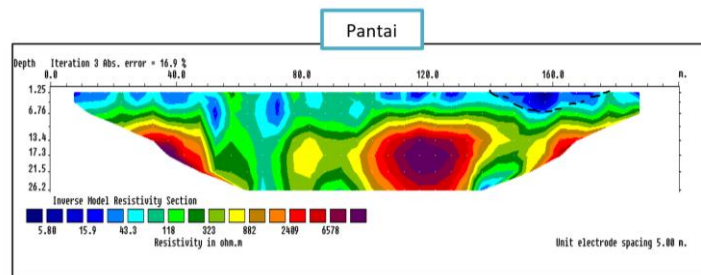 Pantai
Depth Iteration 3 Abs. error = 16.9 %
0.0 40.0 80.0 120.0 160.0 m.
1.25
6.76
13.4
17.3
21.5
26.2
Inverse Model Resistivity Section
5.80 15.9 43.3 118 323 882 2409 6578
Resistivity in ohm.m
Unit electrode spacing 5.00 m.